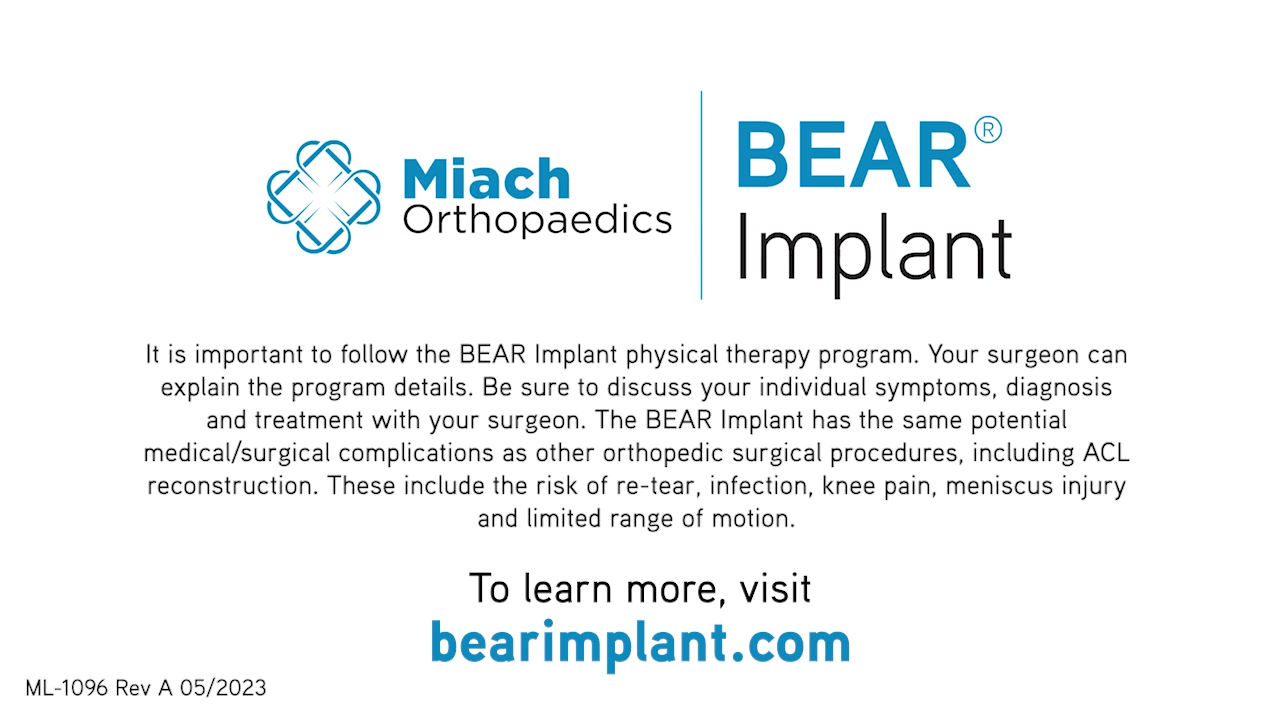 Miach
Orthopaedics
BEAR®
Implant
It is important to follow the BEAR Implant physical therapy program. Your surgeon can
explain the program details. Be sure to discuss your individual symptoms, diagnosis
and treatment with your surgeon. The BEAR Implant has the same potential
medical/surgical complications as other orthopedic surgical procedures, including ACL
reconstruction. These include the risk of re-tear, infection, knee pain, meniscus injury
and limited range of motion.
To learn more, visit
bearimplant.com
ML-1096 Rev A 05/2023